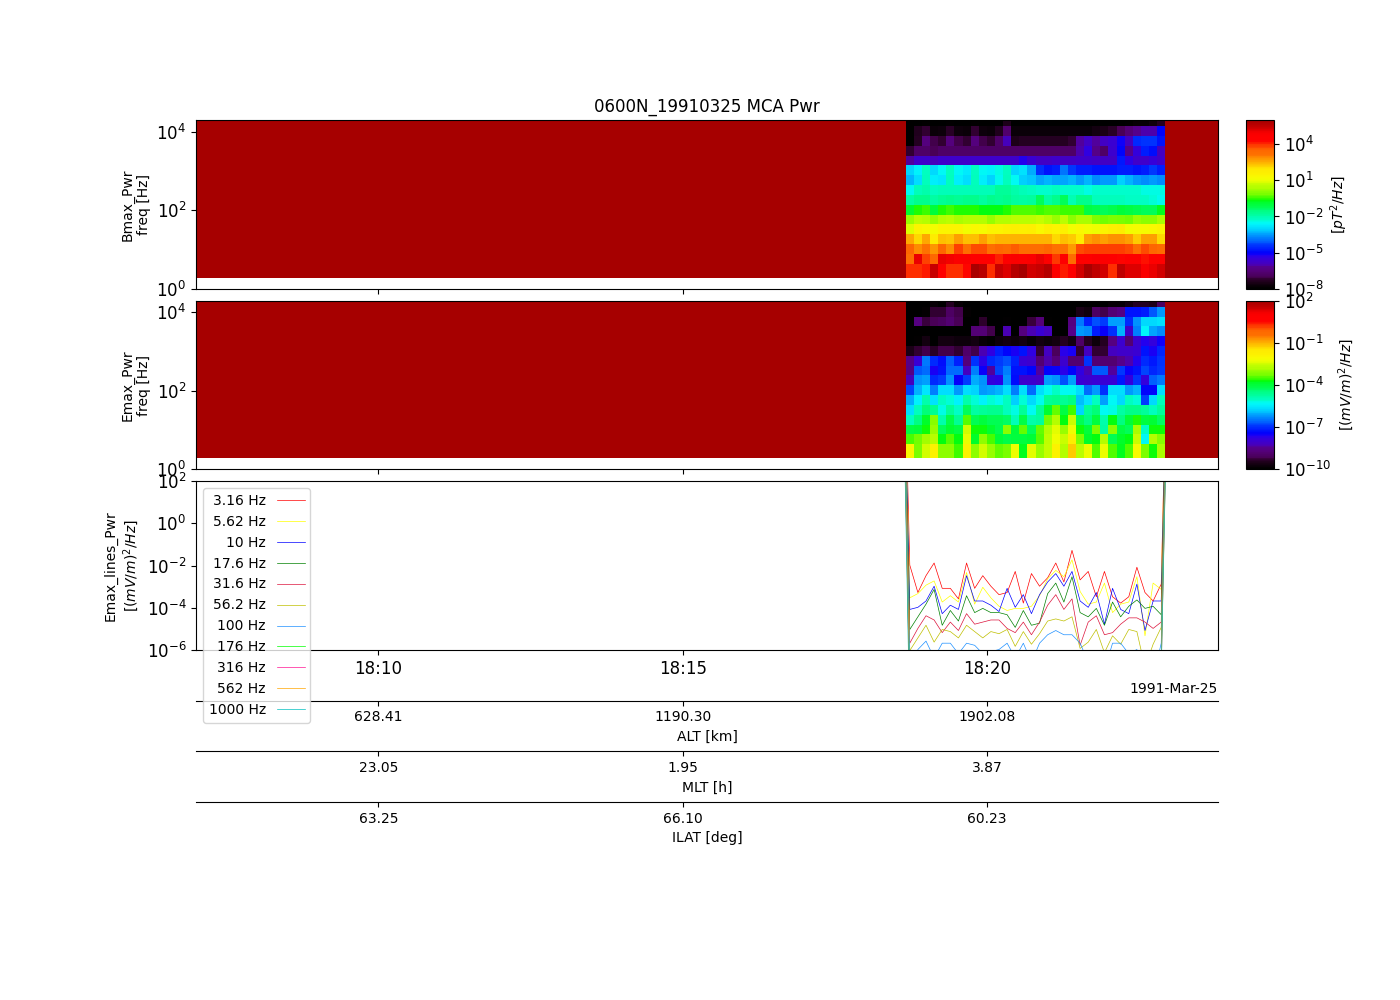 0600N_19910325 MCA Pwr
Bmax_Pwr
freq [Hz]
10^4
10^2
10^0
10^4
10^1
10^-2
10^-5
10^-8
[pT^2/Hz]
Emax_Pwr
freq [Hz]
10^4
10^2
10^0
10^2
10^-1
10^-4
10^-7
10^-10
[(mV/m)^2/Hz]
Emax_lines_Pwr
[(mV/m)^2/Hz]
10^2
10^0
10^-2
10^-4
10^-6
3.16 Hz
5.62 Hz
10 Hz
17.6 Hz
31.6 Hz
56.2 Hz
100 Hz
176 Hz
316 Hz
562 Hz
1000 Hz
18:10 18:15 18:20
1991-Mar-25
628.41 1190.30 1902.08
ALT [km]
23.05 1.95 3.87
MLT [h]
63.25 66.10 60.23
ILAT [deg]